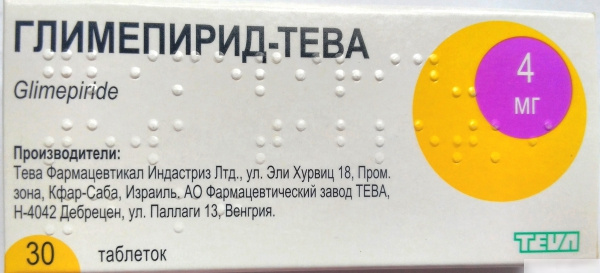 ГЛИМЕПИРИД-ТЕВА
Glimepiride
4
мг
Производители:
Тева Фармацевтикал Индастриз Лтд., ул. Эли Хурвиц 18, Пром.
зона, Кфар-Саба, Израиль, АО Фармацевтический завод ТЕВА,
Н-4042 Дебрецен, ул. Паллаги 13, Венгрия.
30 таблеток
TEVA